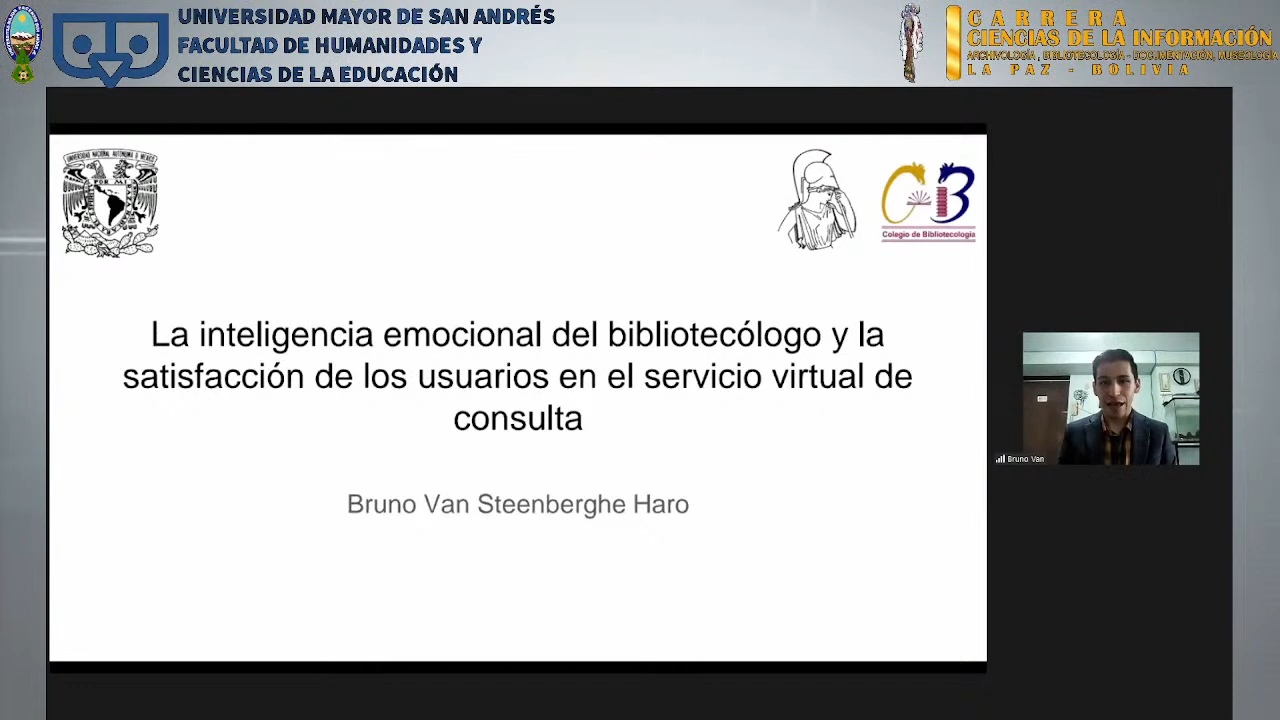 UNIVERSIDAD MAYOR DE SAN ANDRÉS
FACULTAD DE HUMANIDADES Y
CIENCIAS DE LA EDUCACIÓN
CARRERA
CIENCIAS DE LA INFORMACIÓN
ARCHIVOLOGÍA, BIBLIOTECOLOGÍA - DOCUMENTACIÓN, MUSEOLOGÍA
LA PAZ - BOLIVIA
Colegio de Bibliotecología
La inteligencia emocional del bibliotecólogo y la
satisfacción de los usuarios en el servicio virtual de
consulta
Bruno Van Steenberghe Haro
Bruno Van